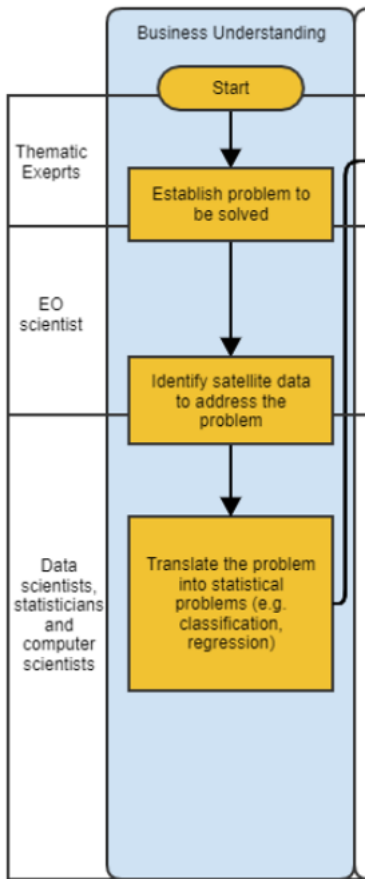 Business Understanding
Start
Thematic
Exeprts
Establish problem to
be solved
EO
scientist
Identify satellite data
to address the
problem
Data
scientists,
statisticians
and
computer
scientists
Translate the problem
into statistical
problems (e.g.
classification,
regression)